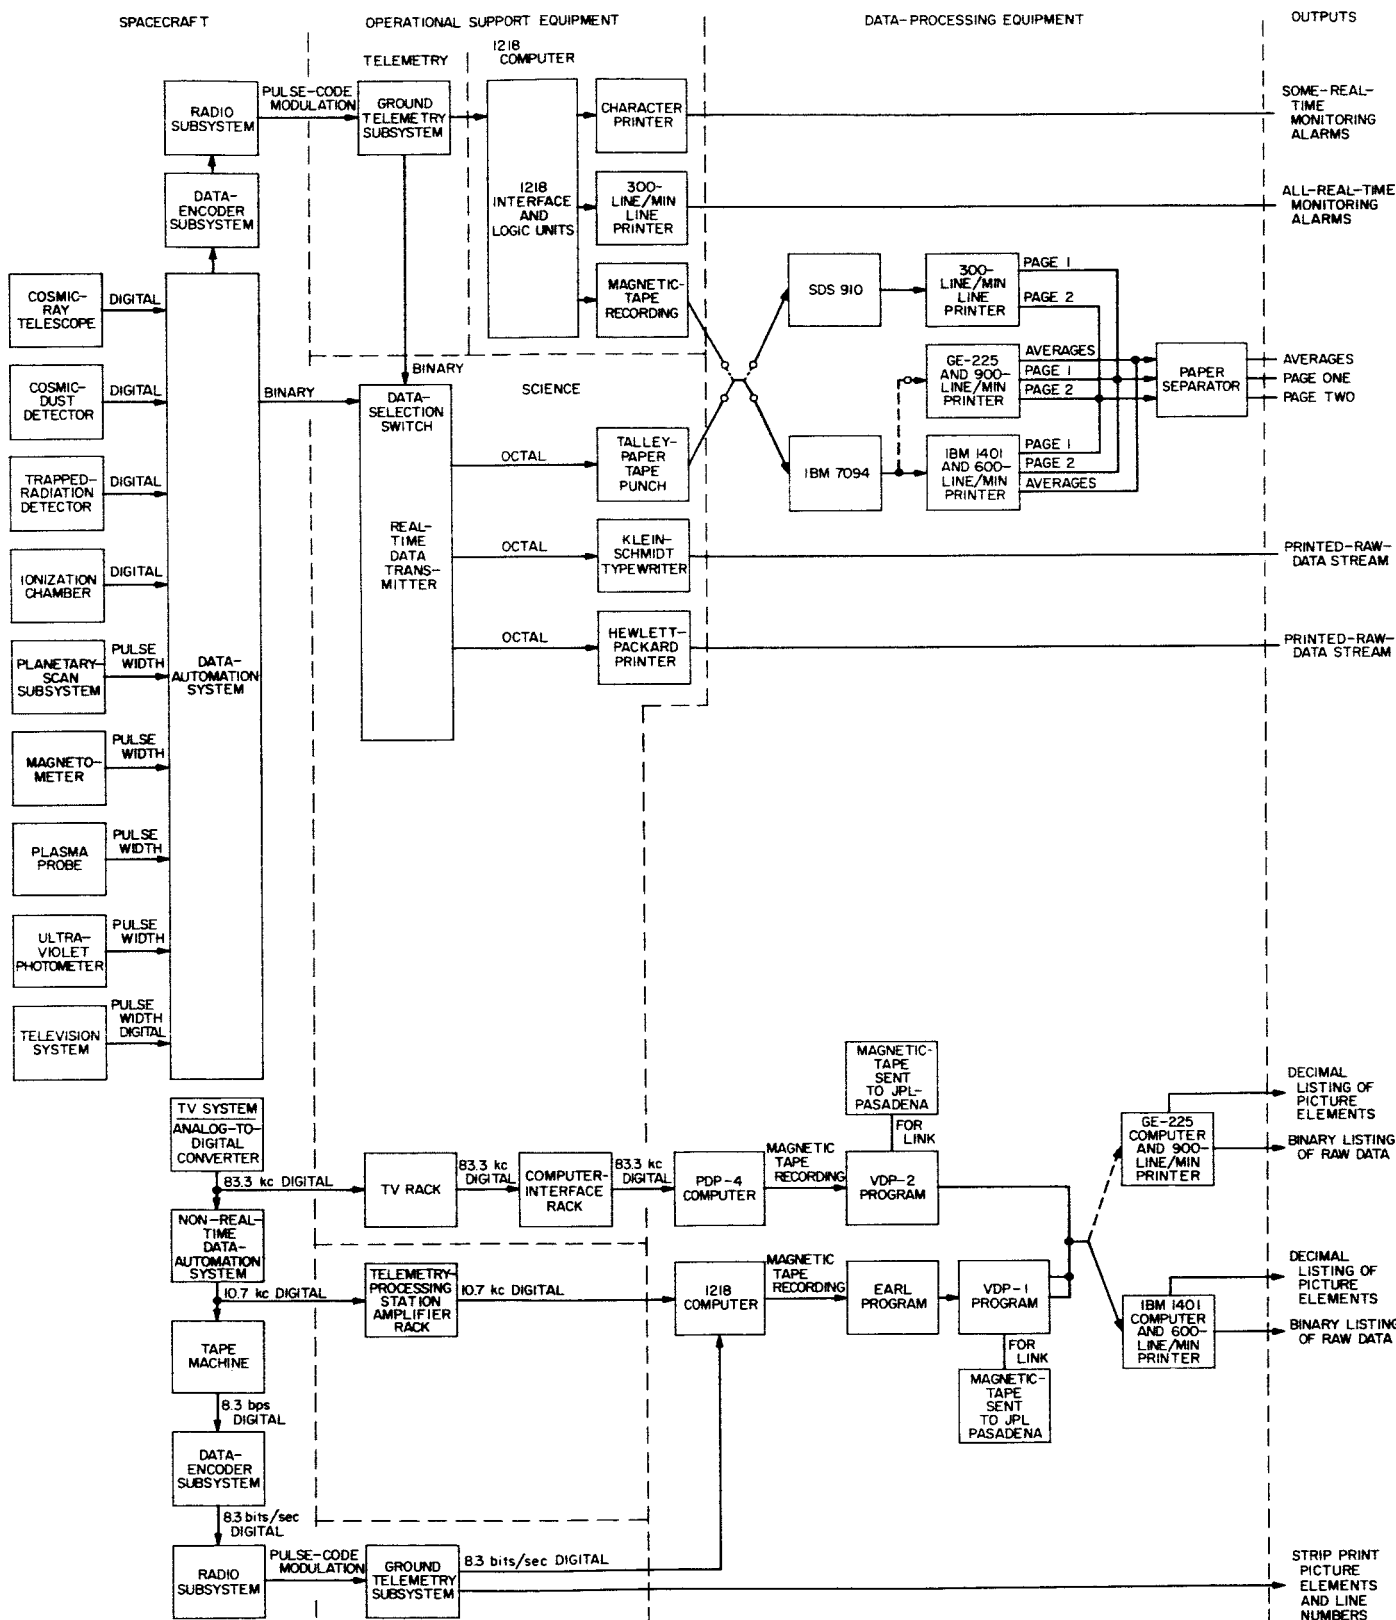 SPACECRAFT
OPERATIONAL SUPPORT EQUIPMENT
DATA-PROCESSING EQUIPMENT
OUTPUTS
TELEMETRY
1218
COMPUTER
RADIO
SUBSYSTEM
PULSE-CODE
MODULATION
GROUND
TELEMETRY
SUBSYSTEM
CHARACTER
PRINTER
SOME-REAL-
TIME
MONITORING
ALARMS
DATA-
ENCODER
SUBSYSTEM
1218
INTERFACE
AND
LOGIC UNITS
300-
LINE/MIN
LINE
PRINTER
ALL-REAL-TIME
MONITORING
ALARMS
COSMIC-
RAY
TELESCOPE
DIGITAL
MAGNETIC-
TAPE
RECORDING
SDS 910
300-
LINE/MIN
LINE
PRINTER
PAGE 1
PAGE 2
COSMIC-
DUST
DETECTOR
DIGITAL
BINARY
BINARY
DATA-
SELECTION
SWITCH
SCIENCE
GE-225
AND 900-
LINE/MIN
PRINTER
AVERAGES
PAGE 1
PAGE 2
PAPER
SEPARATOR
AVERAGES
PAGE ONE
PAGE TWO
TRAPPED-
RADIATION
DETECTOR
DIGITAL
OCTAL
TALLEY-
PAPER
TAPE
PUNCH
IBM 7094
IBM 1401
AND 600-
LINE/MIN
PRINTER
PAGE 1
PAGE 2
AVERAGES
IONIZATION
CHAMBER
DIGITAL
REAL-
TIME
DATA
TRANS-
MITTER
OCTAL
KLEIN-
SCHMIDT
TYPEWRITER
PRINTED-RAW-
DATA STREAM
PLANETARY-
SCAN
SUBSYSTEM
PULSE
WIDTH
DATA-
AUTOMATION
SYSTEM
OCTAL
HEWLETT-
PACKARD
PRINTER
PRINTED-RAW-
DATA STREAM
MAGNETO-
METER
PULSE
WIDTH
PLASMA
PROBE
PULSE
WIDTH
ULTRA-
VIOLET
PHOTOMETER
PULSE
WIDTH
TELEVISION
SYSTEM
PULSE
WIDTH
DIGITAL
TV SYSTEM
ANALOG-TO-
DIGITAL
CONVERTER
MAGNETIC-
TAPE
SENT
TO JPL-
PASADENA
FOR
LINK
83.3 kc DIGITAL
TV RACK
83.3 kc
DIGITAL
COMPUTER-
INTERFACE
RACK
83.3 kc
DIGITAL
PDP-4
COMPUTER
MAGNETIC
TAPE
RECORDING
VDP-2
PROGRAM
GE-225
COMPUTER
AND 900-
LINE/MIN
PRINTER
DECIMAL
LISTING OF
PICTURE
ELEMENTS
BINARY LISTING
OF RAW DATA
NON-REAL-
TIME
DATA-
AUTOMATION
SYSTEM
10.7 kc DIGITAL
TELEMETRY-
PROCESSING
STATION
AMPLIFIER
RACK
10.7 kc DIGITAL
1218
COMPUTER
MAGNETIC
TAPE
RECORDING
EARL
PROGRAM
VDP-1
PROGRAM
FOR
LINK
MAGNETIC-
TAPE
SENT
TO JPL
PASADENA
IBM 1401
COMPUTER
AND 600-
LINE/MIN
PRINTER
DECIMAL
LISTING OF
PICTURE
ELEMENTS
BINARY LISTING
OF RAW DATA
TAPE
MACHINE
8.3 bps
DIGITAL
DATA-
ENCODER
SUBSYSTEM
8.3 bits/sec
DIGITAL
RADIO
SUBSYSTEM
PULSE-CODE
MODULATION
GROUND
TELEMETRY
SUBSYSTEM
8.3 bits/sec DIGITAL
STRIP PRINT
PICTURE
ELEMENTS
AND LINE
NUMBERS